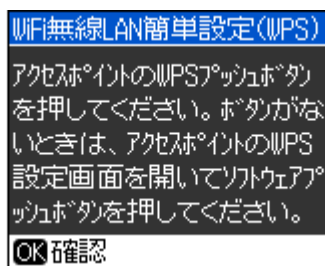 WiFi無線LAN簡単設定(WPS)
ｱｸｾｽﾎﾟｲﾝﾄのWPSﾌﾟｯｼｭﾎﾞﾀﾝ
を押してください。ﾎﾞﾀﾝがな
いときは、ｱｸｾｽﾎﾟｲﾝﾄのWPS
設定画面を開いてｿﾌﾄｳｪｱﾌﾟ
ｯｼｭﾎﾞﾀﾝを押してください。
OK確認